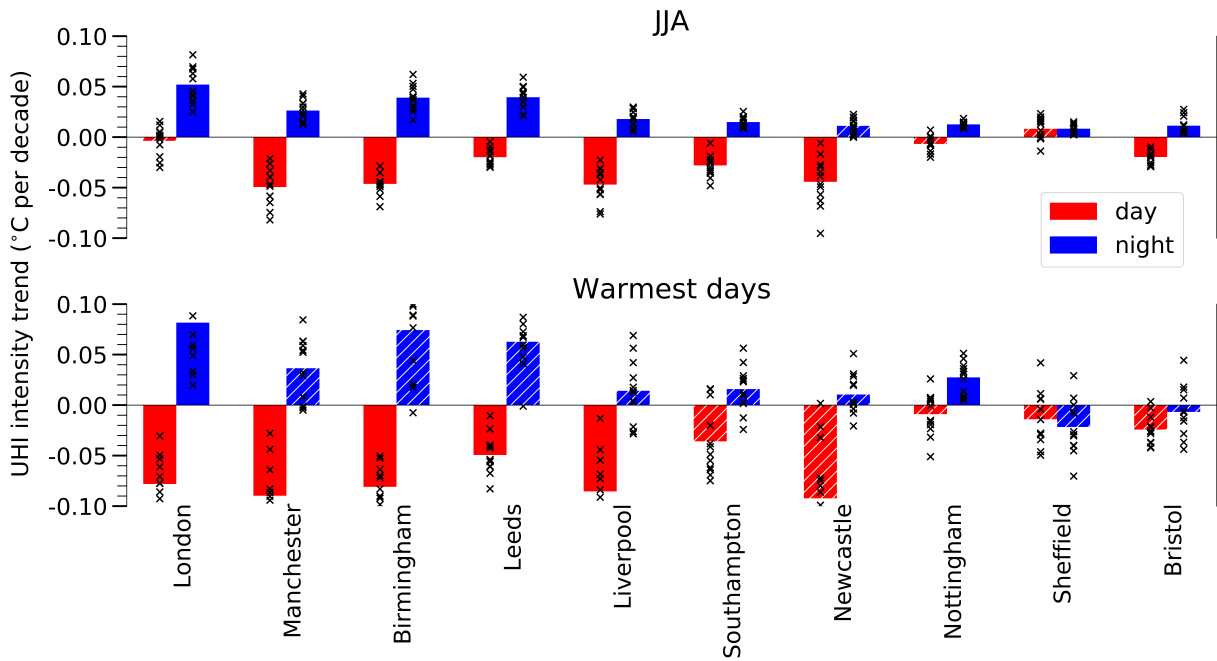 JJA
UHI intensity trend (°C per decade)
0.10
0.05
0.00
-0.05
-0.10
day
night
Warmest days
0.10
0.05
0.00
-0.05
-0.10
London
Manchester
Birmingham
Leeds
Liverpool
Southampton
Newcastle
Nottingham
Sheffield
Bristol